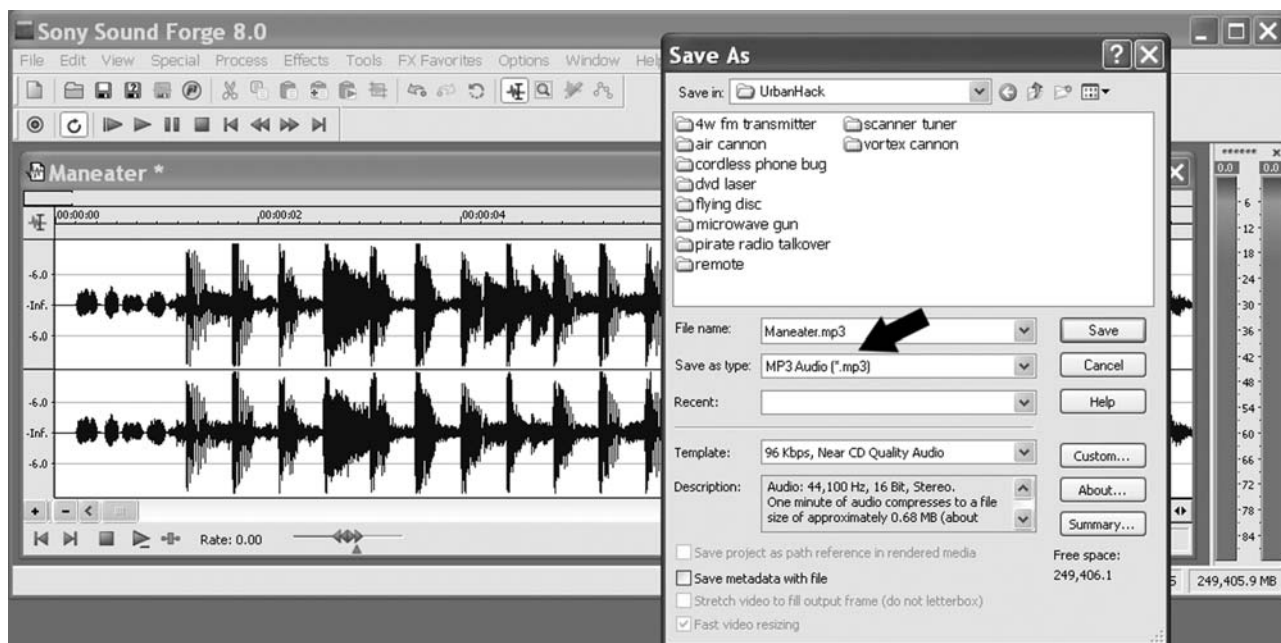 Sony Sound Forge 8.0
File Edit View Special Process Effects Tools FX Favorites Options Window Hel
Maneater *
00:00:00 00:00:02 00:00:04
-6.0
-Inf.
-6.0
-6.0
-Inf.
-6.0
Rate: 0.00
Save As
Save in: UrbanHack
4w fm transmitter
air cannon
cordless phone bug
dvd laser
flying disc
microwave gun
pirate radio talkover
remote
scanner tuner
vortex cannon
File name: Maneater.mp3 Save
Save as type: MP3 Audio (*.mp3) Cancel
Recent: Help
Template: 96 Kbps, Near CD Quality Audio Custom...
Description: Audio: 44,100 Hz, 16 Bit, Stereo. About...
One minute of audio compresses to a file
size of approximately 0.68 MB (about Summary...
Save project as path reference in rendered media Free space:
Save metadata with file 249,406.1
Stretch video to fill output frame (do not letterbox)
Fast video resizing
0.0 0.0
-6-
-12-
-18-
-24-
-30-
-36-
-42-
-48-
-54-
-60-
-66-
-72-
-78-
-84-
249,405.9 MB